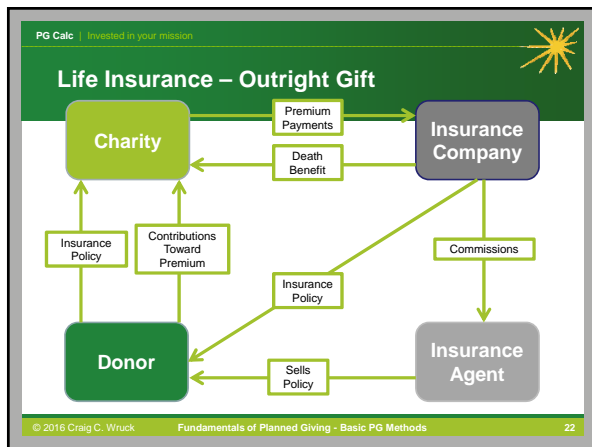 PG Calc | Invested in your mission
Life Insurance – Outright Gift
Charity
Premium
Payments
Insurance
Company
Death
Benefit
Insurance
Policy
Contributions
Toward
Premium
Commissions
Insurance
Policy
Donor
Sells
Policy
Insurance
Agent
© 2016 Craig C. Wruck
Fundamentals of Planned Giving - Basic PG Methods
22